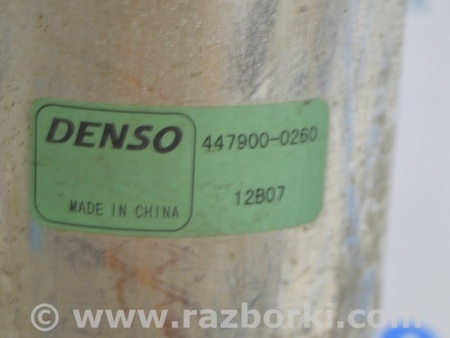 DENSO
447900-0260
MADE IN CHINA
12B07
© www.razborki.com